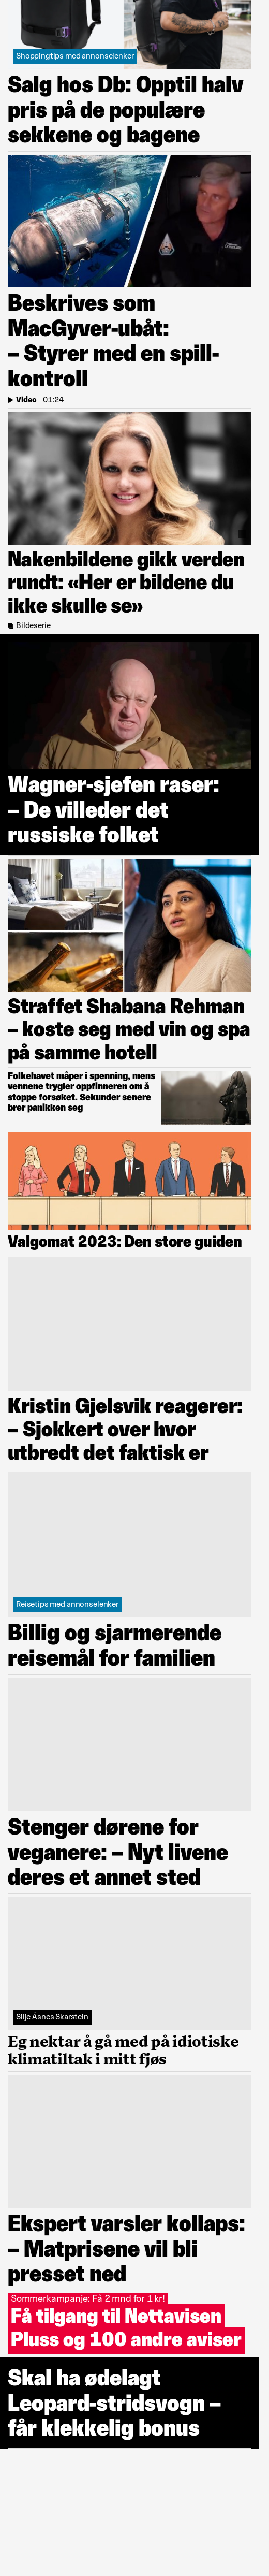 Shoppingtips med annonselenker
Salg hos Db: Opptil halv
pris på de populære
sekkene og bagene
Beskrives som
MacGyver-ubåt:
– Styrer med en spill-
kontroll
Video | 01:24
Nakenbildene gikk verden
rundt: «Her er bildene du
ikke skulle se»
Bildeserie
Wagner-sjefen raser:
– De villeder det
russiske folket
Straffet Shabana Rehman
– koste seg med vin og spa
på samme hotell
Folkehavet måper i spenning, mens
vennene trygler oppfinneren om å
stoppe forsøket. Sekunder senere
brer panikken seg
Valgomat 2023: Den store guiden
Kristin Gjelsvik reagerer:
– Sjokkert over hvor
utbredt det faktisk er
Reisetips med annonselenker
Billig og sjarmerende
reisemål for familien
Stenger dørene for
veganere: – Nyt livene
deres et annet sted
Silje Åsnes Skarstein
Eg nektar å gå med på idiotiske
klimatiltak i mitt fjøs
Ekspert varsler kollaps:
– Matprisene vil bli
presset ned
Sommerkampanje: Få 2 mnd for 1 kr!
Få tilgang til Nettavisen
Pluss og 100 andre aviser
Skal ha ødelagt
Leopard-stridsvogn –
får klekkelig bonus